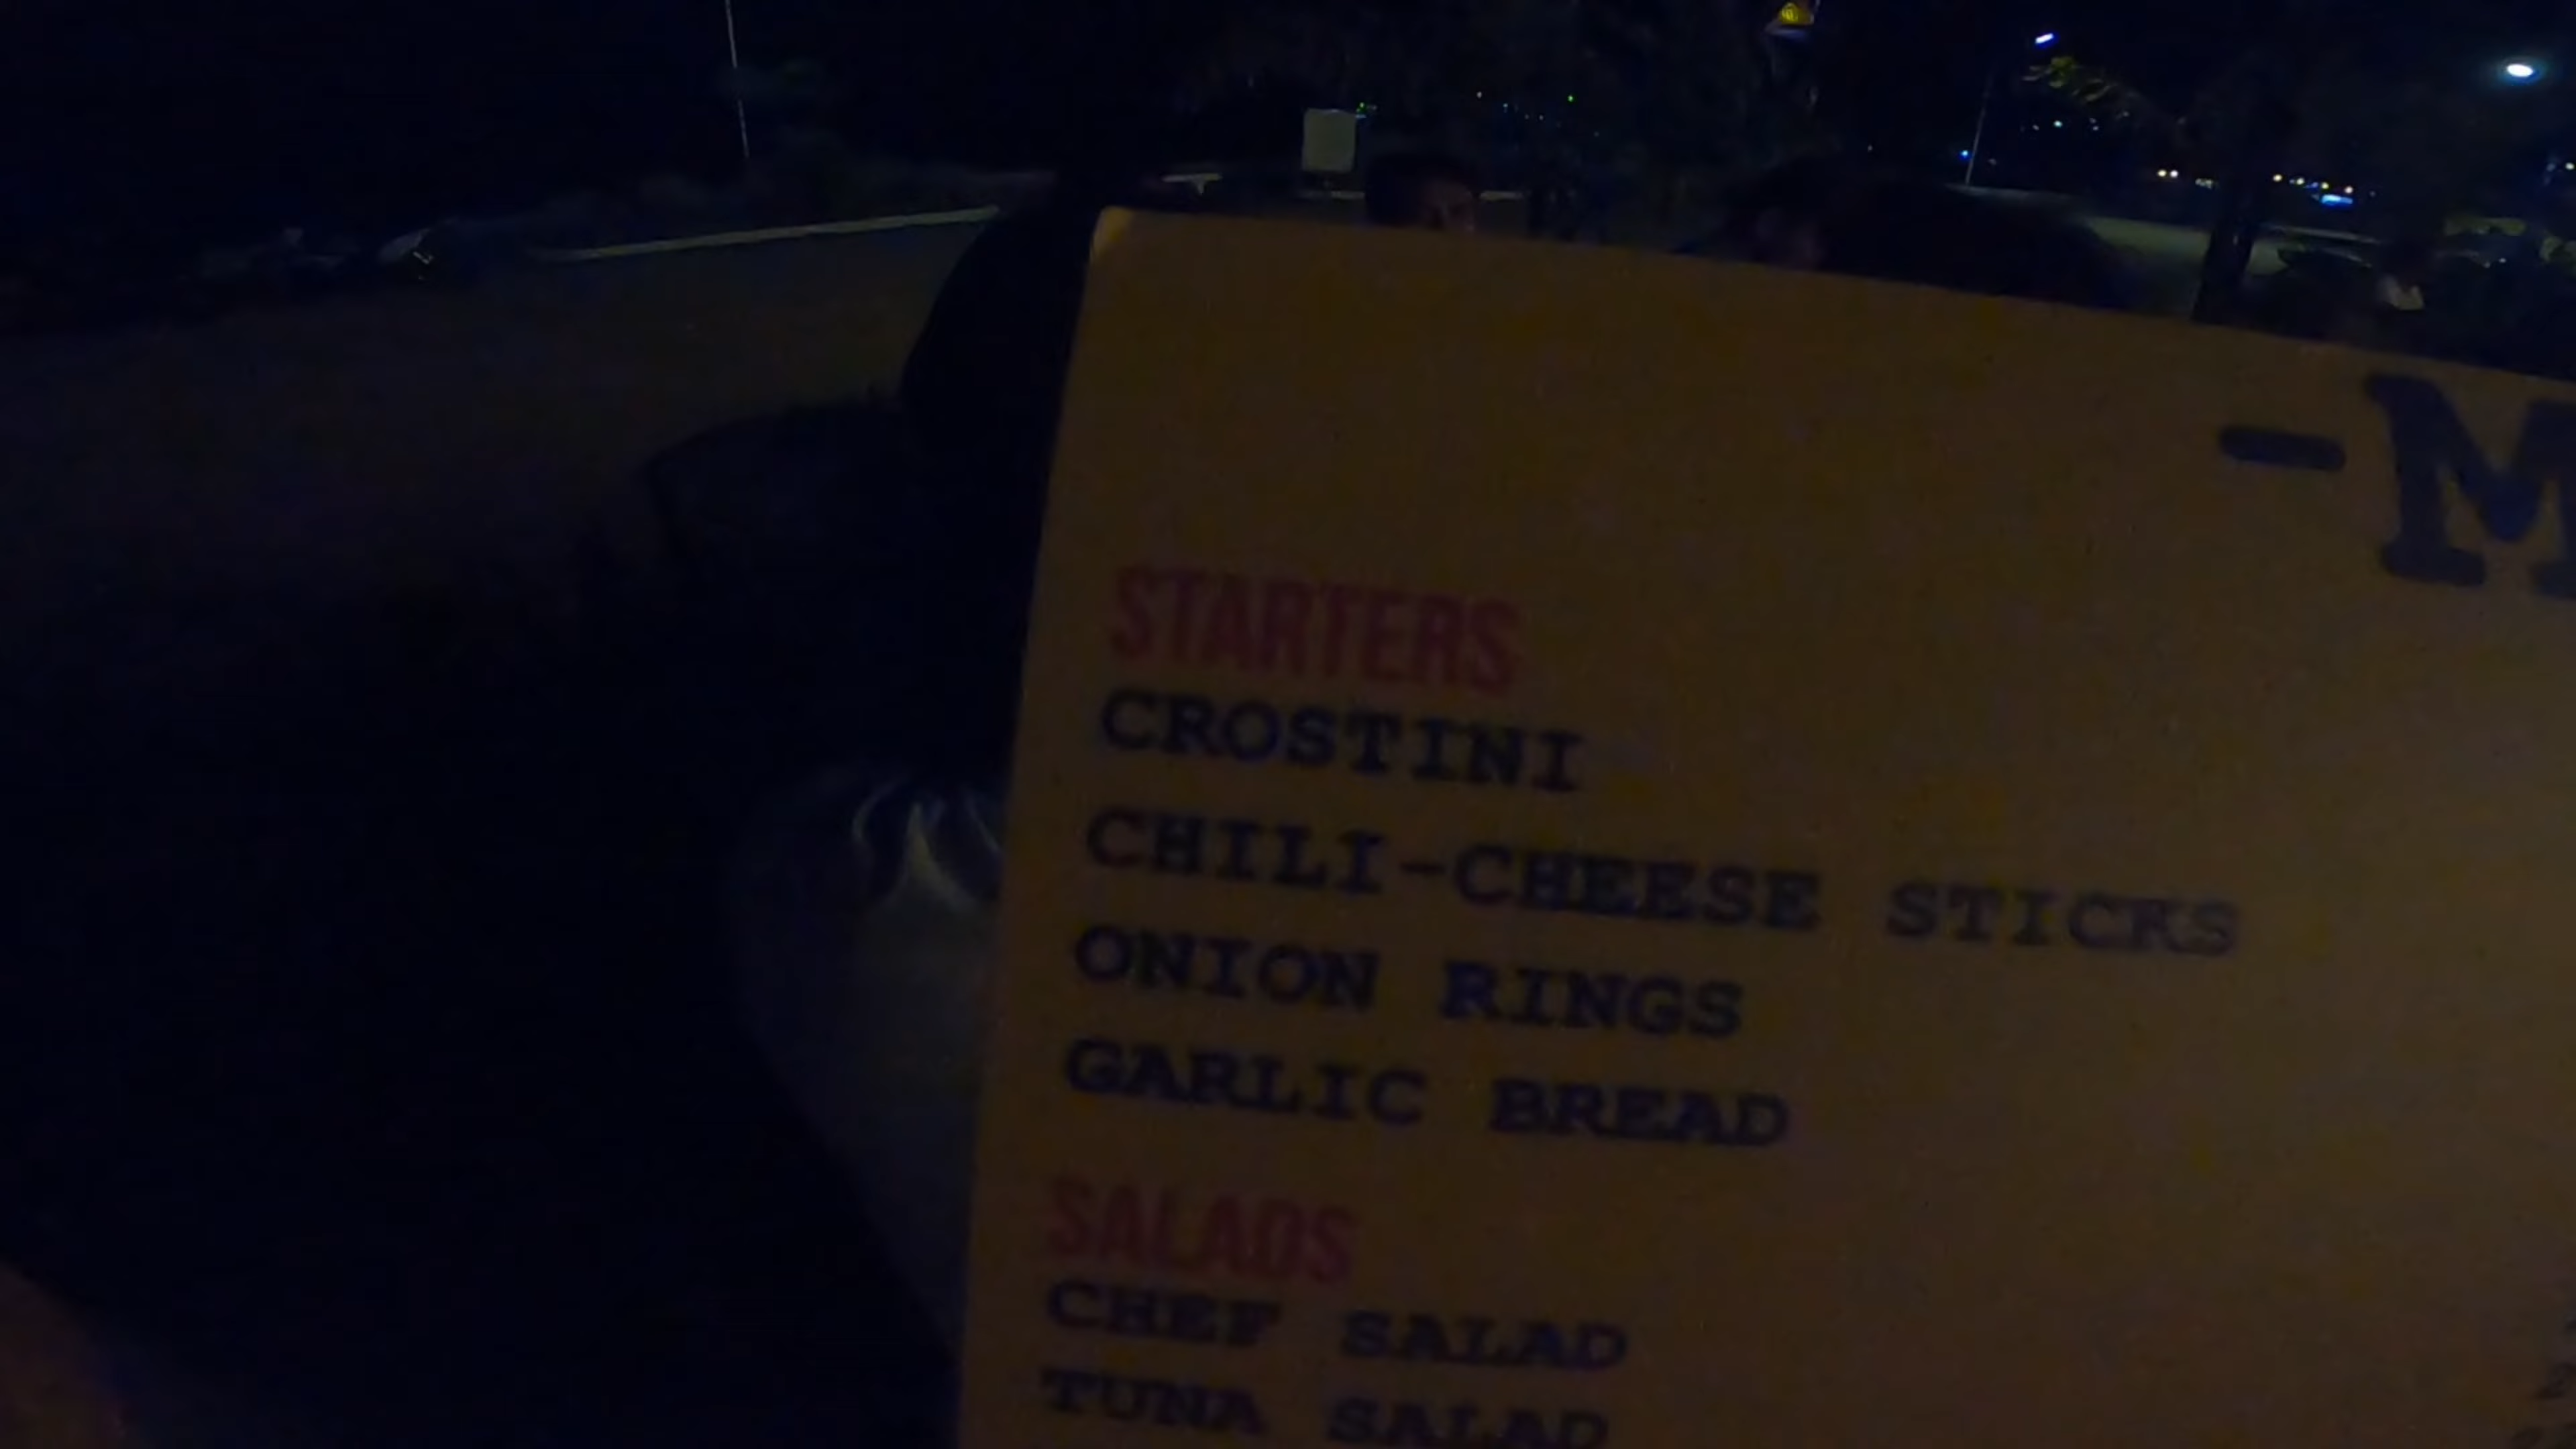 -M
STARTERS
CROSTINI
CHILI-CHEESE STICKS
ONION RINGS
GARLIC BREAD
SALADS
CHEF SALAD
TUNA SALAD